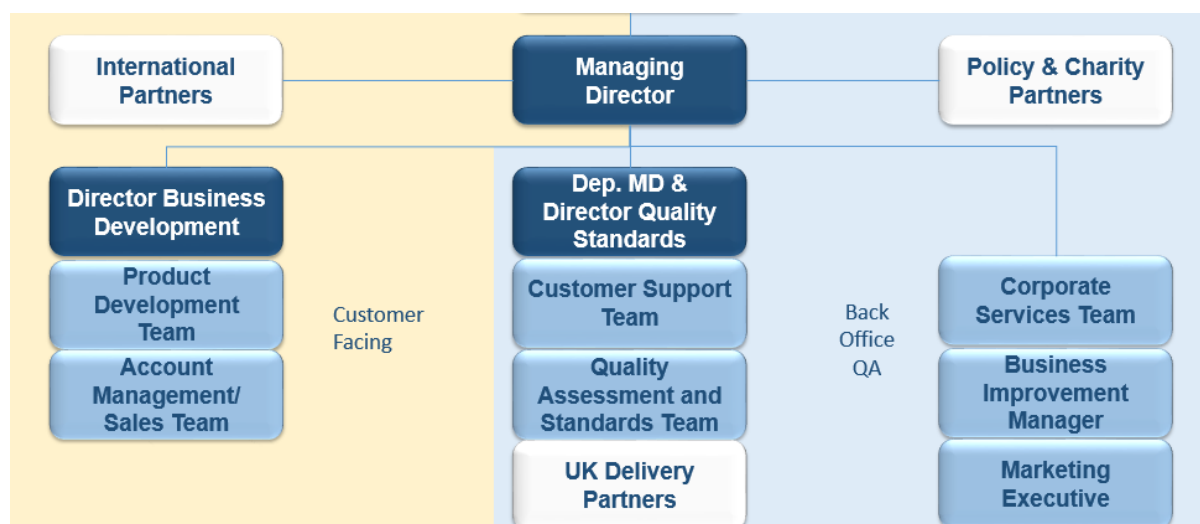 International
Partners
Managing
Director
Policy & Charity
Partners
Director Business
Development
Product
Development
Team
Account
Management/
Sales Team
Customer
Facing
Dep. MD &
Director Quality
Standards
Customer Support
Team
Quality
Assessment and
Standards Team
UK Delivery
Partners
Back
Office
QA
Corporate
Services Team
Business
Improvement
Manager
Marketing
Executive